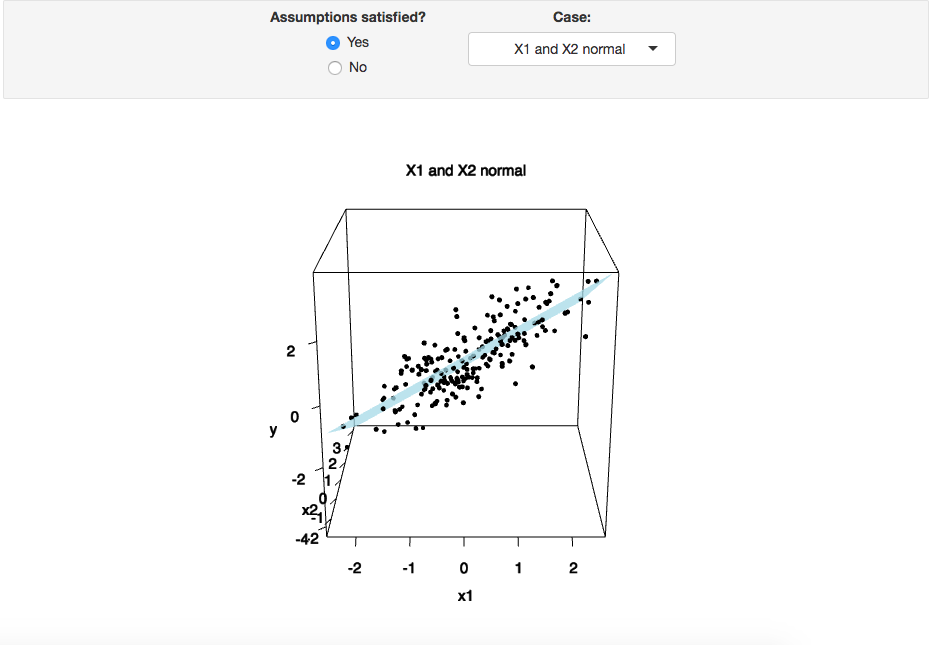 Assumptions satisfied?
Yes
No
Case:
X1 and X2 normal
X1 and X2 normal
2
0
-2
-4
y
3
2
1
0
-1
-2
x2
-2
-1
0
1
2
x1